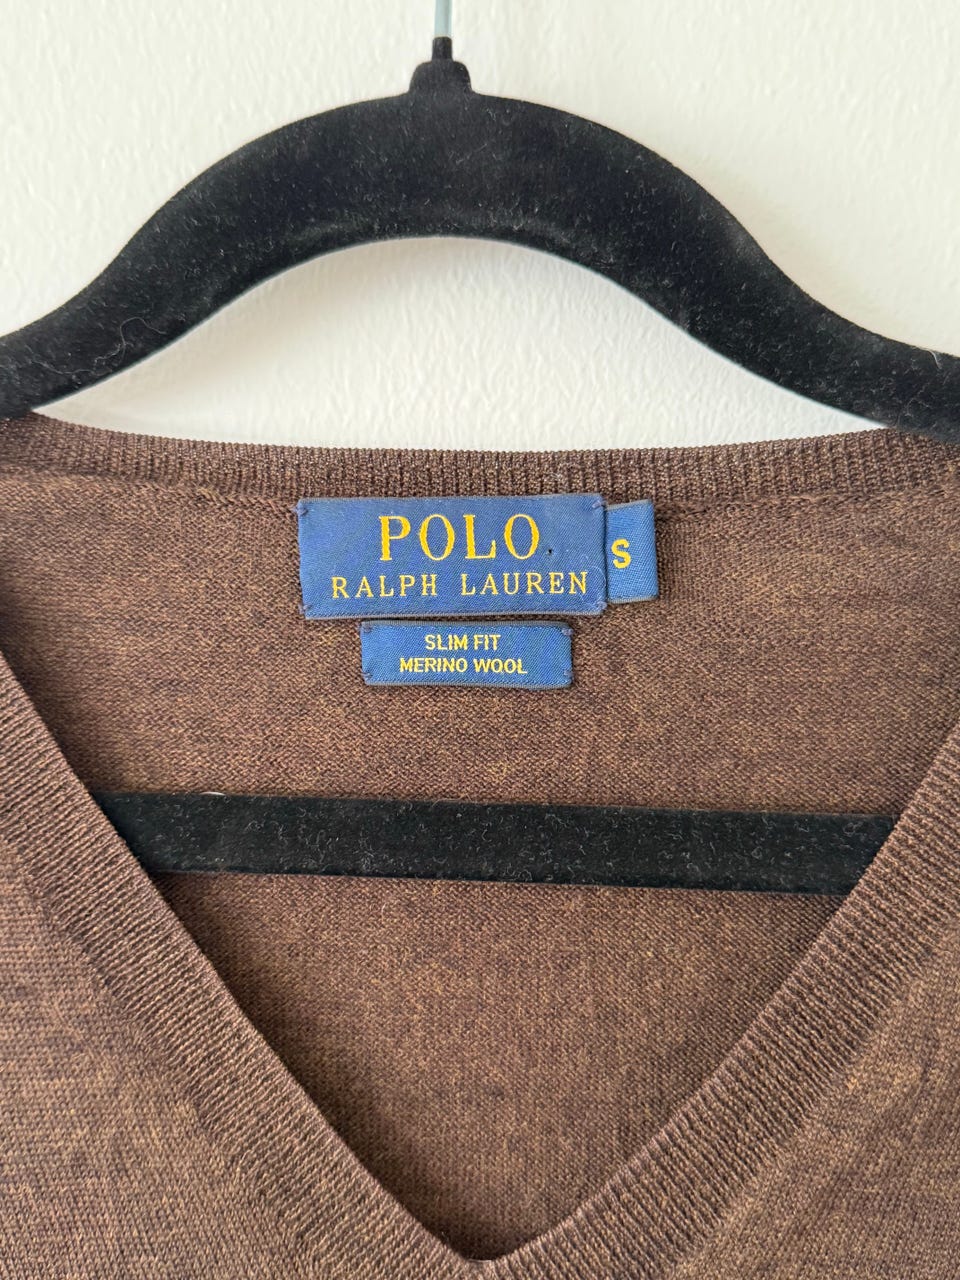 POLO
RALPH LAUREN
S
SLIM FIT
MERINO WOOL